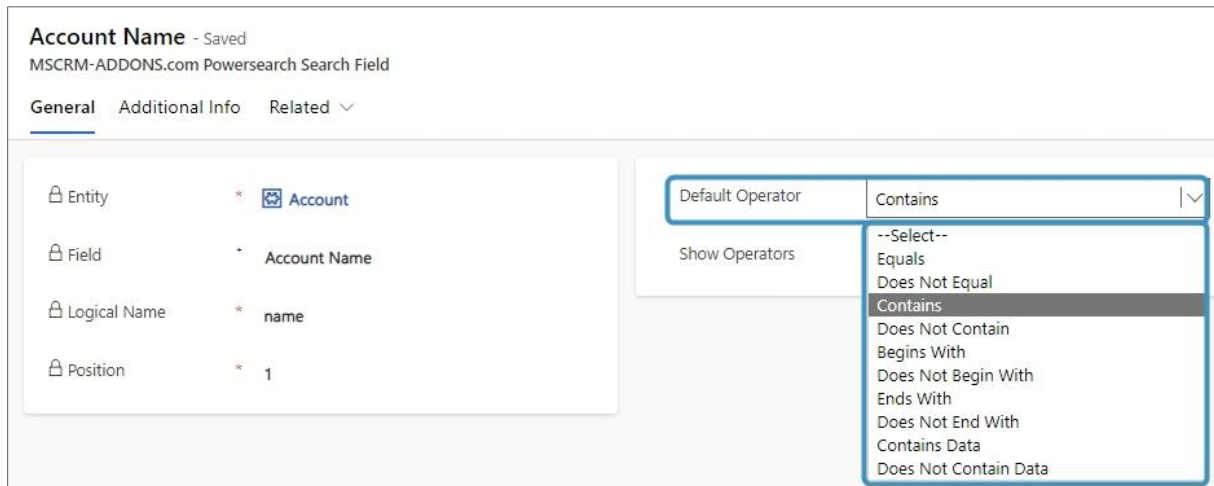 Account Name - Saved
MSCRM-ADDONS.com Powersearch Search Field
General Additional Info Related
Entity * Account
Field * Account Name
Logical Name * name
Position * 1
Default Operator Contains
Show Operators
--Select--
Equals
Does Not Equal
Contains
Does Not Contain
Begins With
Does Not Begin With
Ends With
Does Not End With
Contains Data
Does Not Contain Data